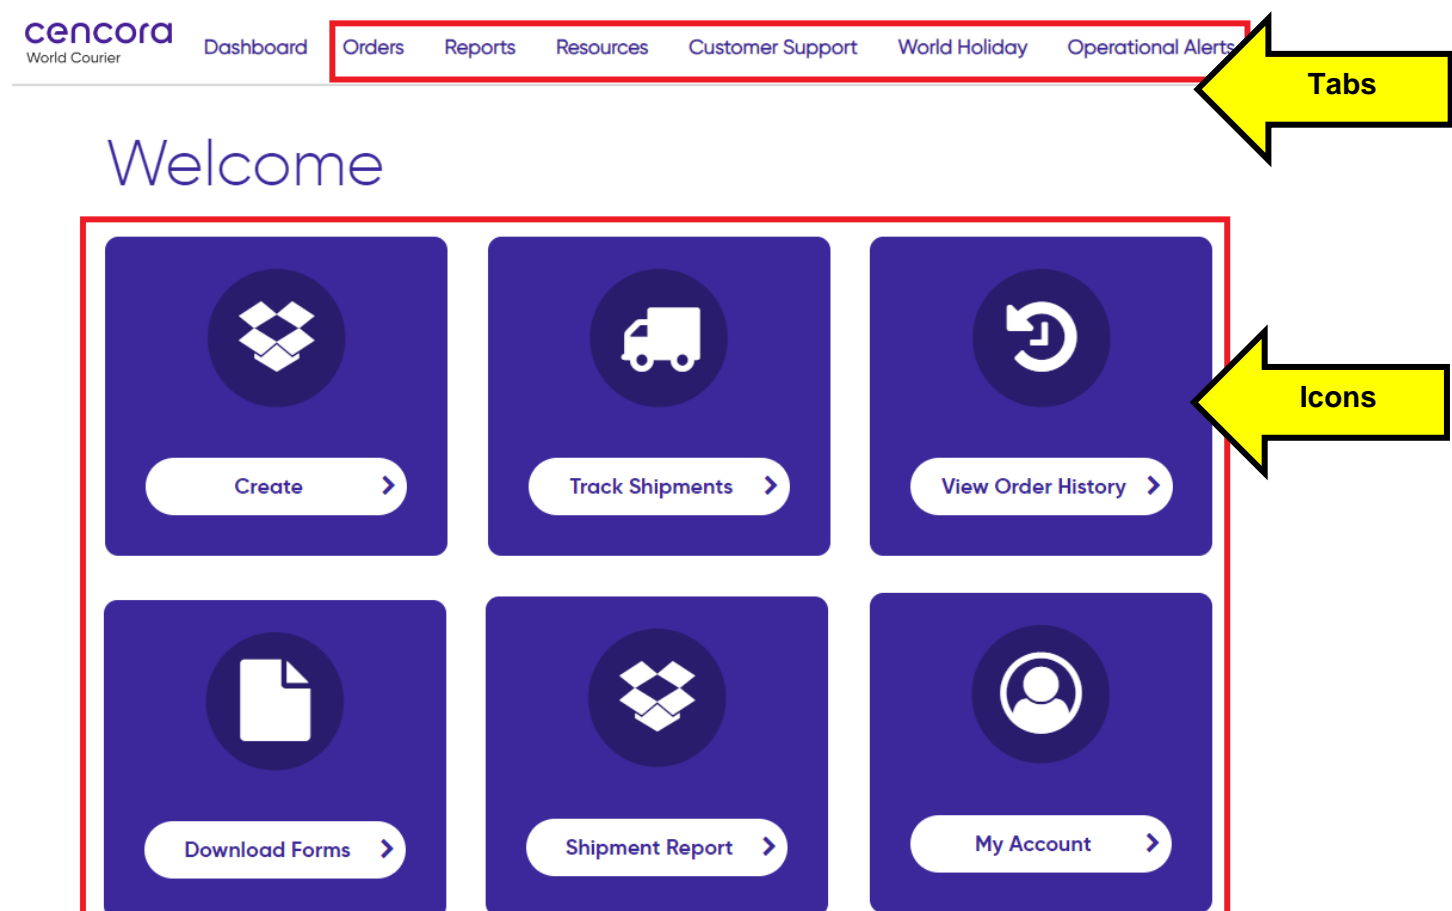 cencora
World Courier
Dashboard Orders Reports Resources Customer Support World Holiday Operational Alerts
Tabs
Welcome
Icons
Create Track Shipments View Order History
Download Forms Shipment Report My Account